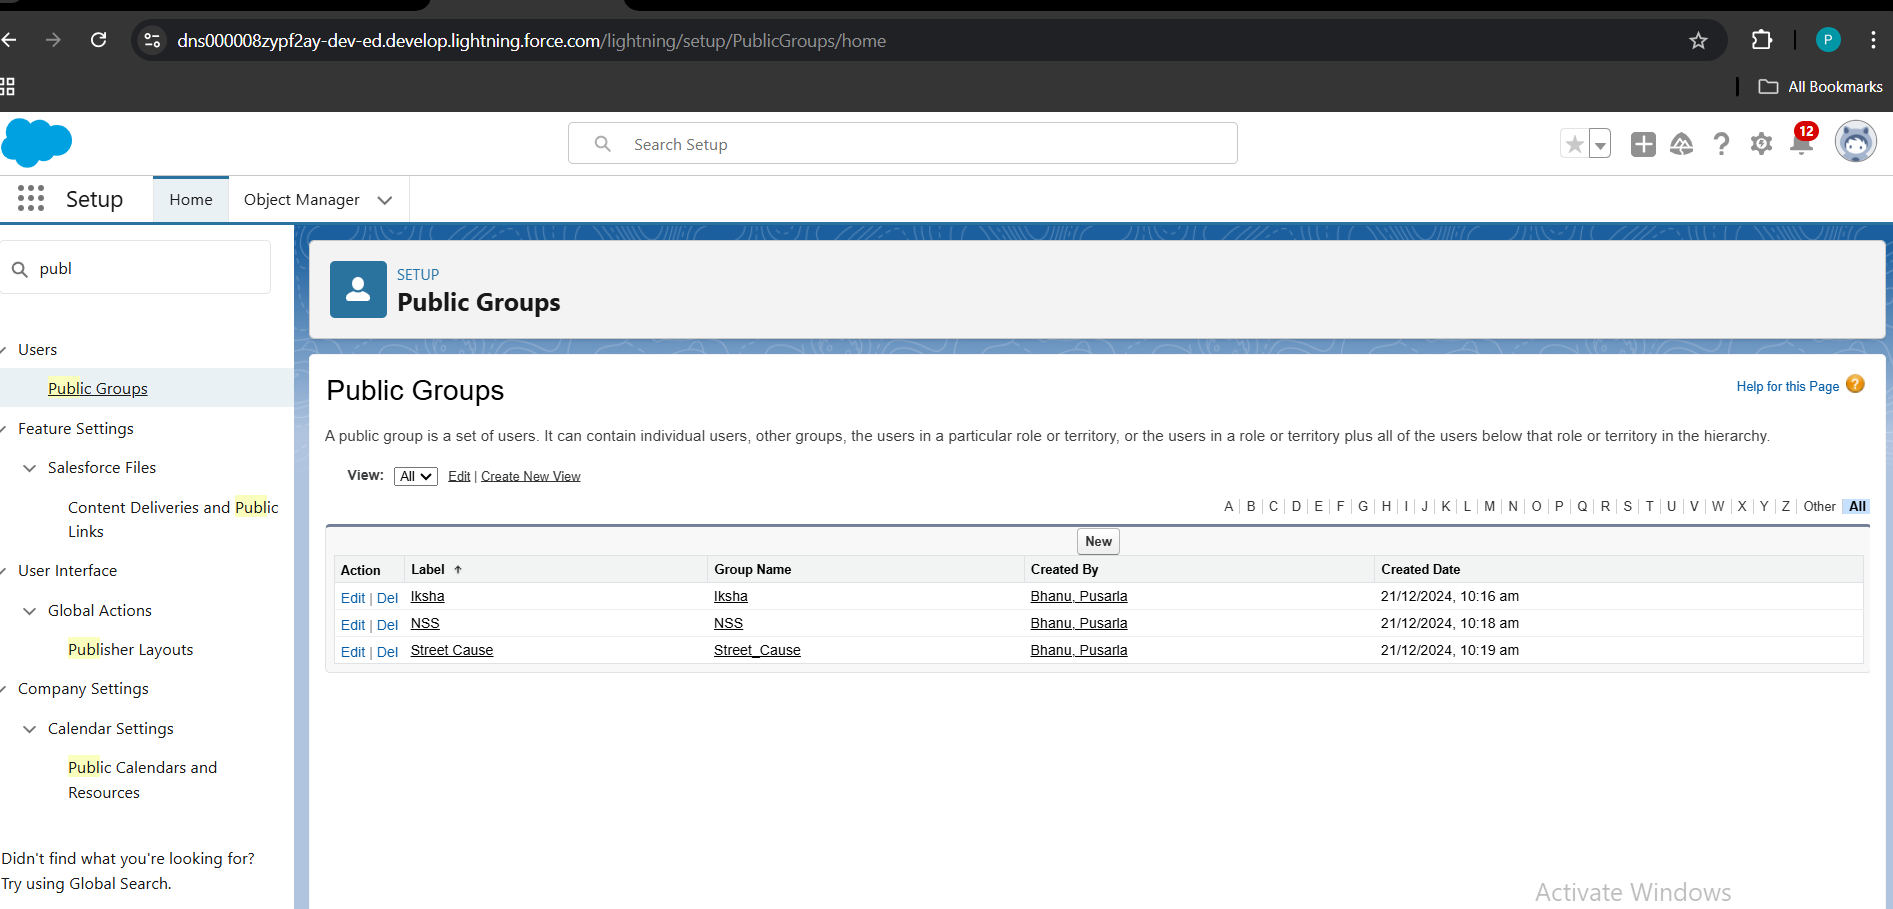 dns000008zypf2ay-dev-ed.develop.lightning.force.com/lightning/setup/PublicGroups/home
P
All Bookmarks
Search Setup
12
Setup
Home
Object Manager
publ
Users
Public Groups
Feature Settings
Salesforce Files
Content Deliveries and Public
Links
User Interface
Global Actions
Publisher Layouts
Company Settings
Calendar Settings
Public Calendars and
Resources
Didn't find what you're looking for?
Try using Global Search.
SETUP
Public Groups
Public Groups
Help for this Page ?
A public group is a set of users. It can contain individual users, other groups, the users in a particular role or territory, or the users in a role or territory plus all of the users below that role or territory in the hierarchy.
View: All Edit | Create New View
A | B | C | D | E | F | G | H | I | J | K | L | M | N | O | P | Q | R | S | T | U | V | W | X | Y | Z | Other | All
New
Action Label ↑ Group Name Created By Created Date
Edit | Del Iksha Iksha Bhanu, Pusarla 21/12/2024, 10:16 am
Edit | Del NSS NSS Bhanu, Pusarla 21/12/2024, 10:18 am
Edit | Del Street Cause Street_Cause Bhanu, Pusarla 21/12/2024, 10:19 am
Activate Windows